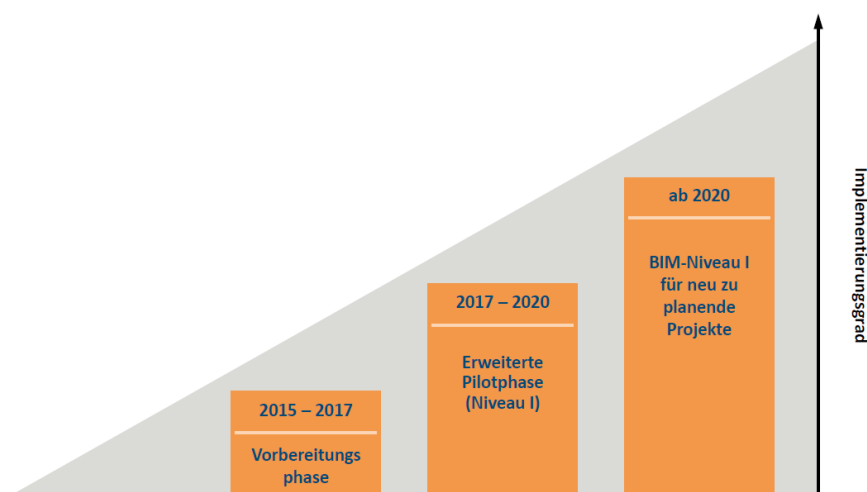 2015 – 2017
Vorbereitungs
phase
2017 – 2020
Erweiterte
Pilotphase
(Niveau I)
ab 2020
BIM-Niveau I
für neu zu
planende
Projekte
Implementierungsgrad